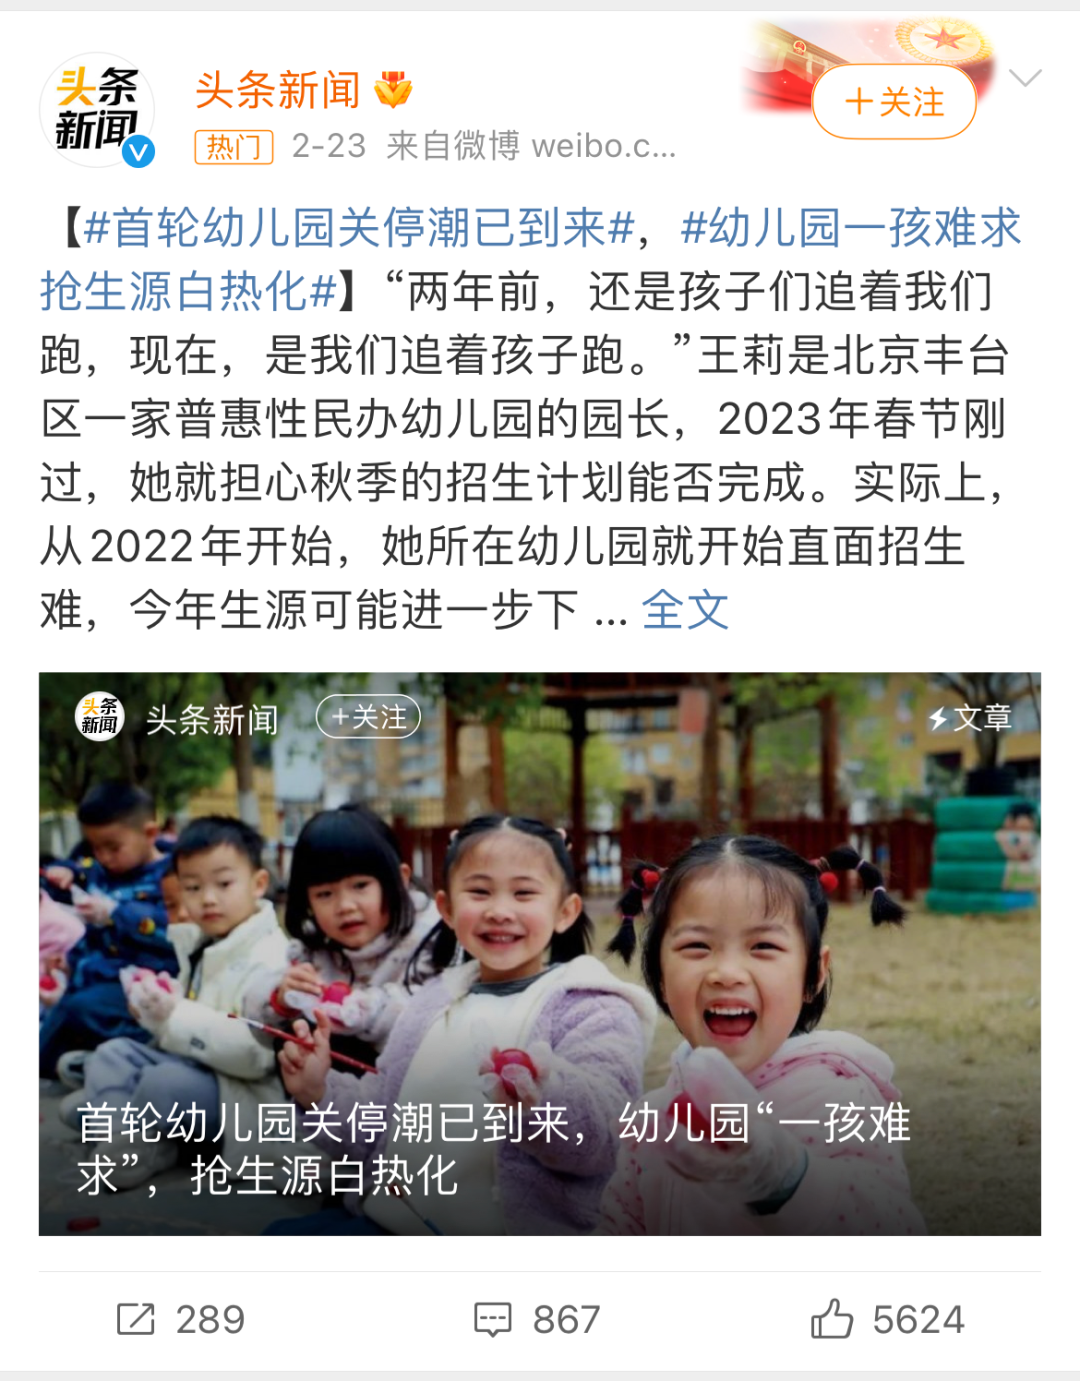 头条
新闻
头条新闻
+关注
热门 2-23 来自微博 weibo.c...
【#首轮幼儿园关停潮已到来#，#幼儿园一孩难求
抢生源白热化#】“两年前，还是孩子们追着我们
跑，现在，是我们追着孩子跑。”王莉是北京丰台
区一家普惠性民办幼儿园的园长，2023年春节刚
过，她就担心秋季的招生计划能否完成。实际上，
从2022年开始，她所在幼儿园就开始直面招生
难，今年生源可能进一步下 ... 全文
头条
新闻
头条新闻 +关注 文章
首轮幼儿园关停潮已到来，幼儿园“一孩难
求”，抢生源白热化
289 867 5624